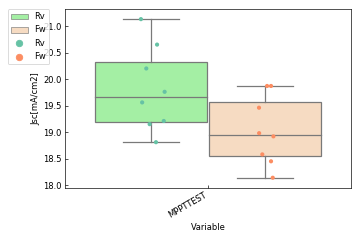 Rv
Fw
Rv
Fw
Jsc[mA/cm2]
21.0
20.5
20.0
19.5
19.0
18.5
18.0
MPPTTEST
Variable